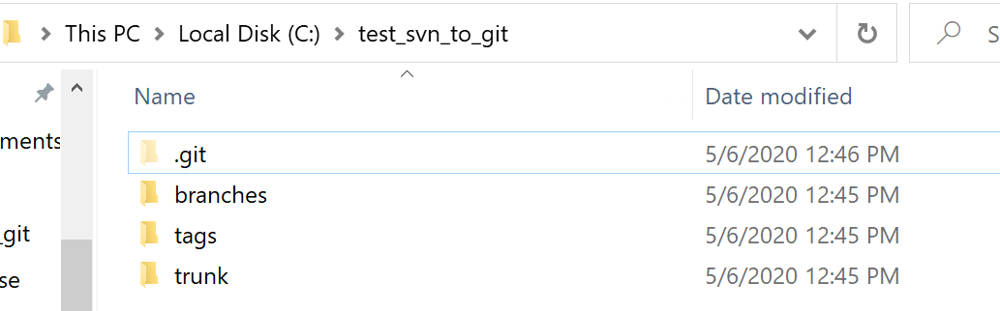 This PC > Local Disk (C:) > test_svn_to_git
S
Name Date modified
ments
.git 5/6/2020 12:46 PM
branches 5/6/2020 12:45 PM
_git
tags 5/6/2020 12:45 PM
se
trunk 5/6/2020 12:45 PM